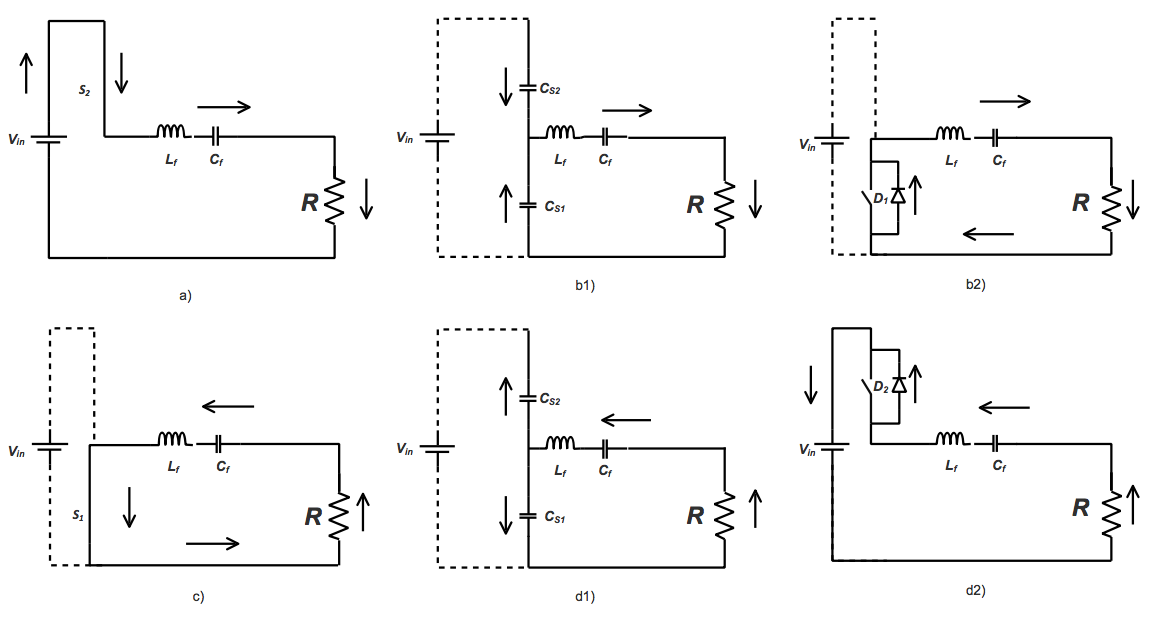 S2
Vin
Lf
Cf
R
a)
CS2
Vin
Lf
Cf
CS1
R
b1)
Vin
Lf
Cf
D1
R
b2)
Vin
Lf
Cf
S1
R
c)
CS2
Vin
Lf
Cf
CS1
R
d1)
D2
Vin
Lf
Cf
R
d2)